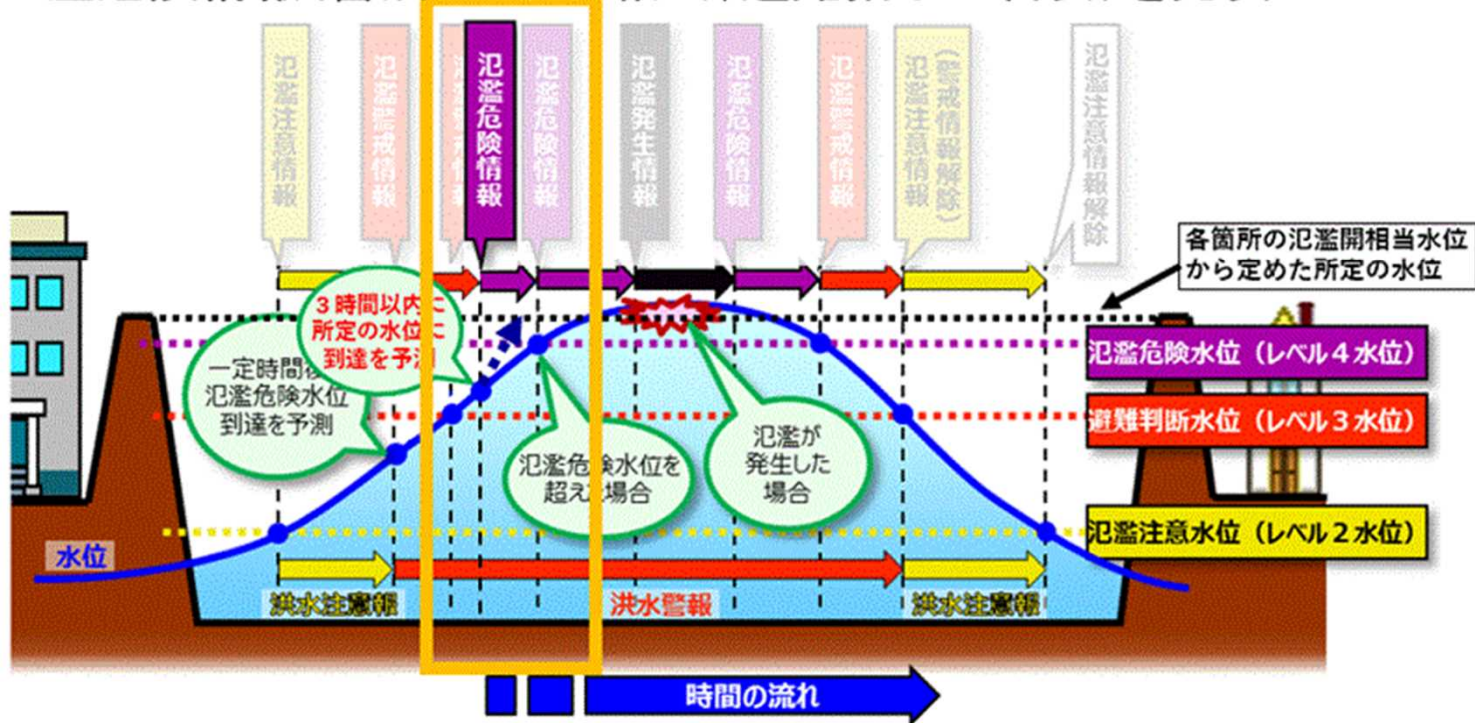 氾濫注意情報
氾濫警戒情報
氾濫危険情報
氾濫危険情報
氾濫発生情報
氾濫危険情報
氾濫警戒情報
氾濫注意情報
(警戒情報解除)
氾濫注意情報解除
各箇所の氾濫開相当水位
から定めた所定の水位
3時間以内に
所定の水位に
到達を予測
一定時間後
氾濫危険水位
到達を予測
氾濫危険水位を
超えた場合
氾濫が
発生した
場合
氾濫危険水位（レベル4水位）
避難判断水位（レベル3水位）
氾濫注意水位（レベル2水位）
水位
洪水注意報
洪水警報
洪水注意報
時間の流れ